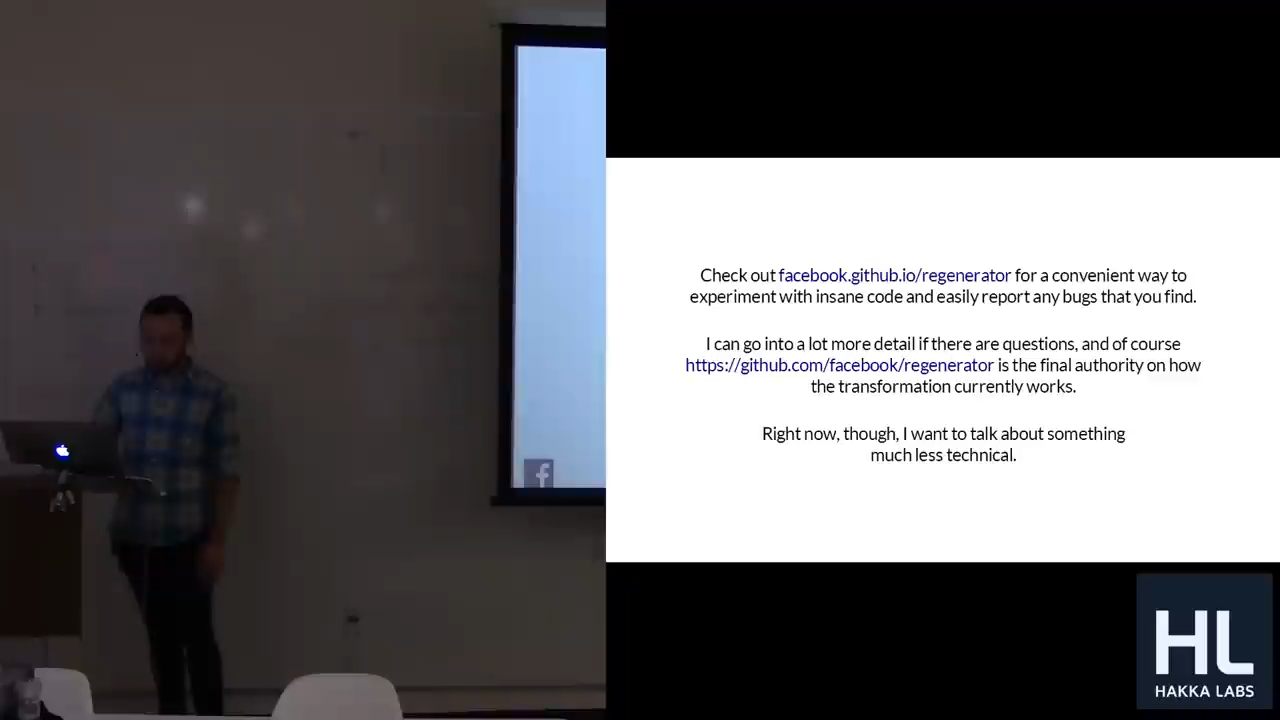 Check out facebook.github.io/regenerator for a convenient way to
experiment with insane code and easily report any bugs that you find.
I can go into a lot more detail if there are questions, and of course
https://github.com/facebook/regenerator is the final authority on how
the transformation currently works.
Right now, though, I want to talk about something
much less technical.
f
HL
HAKKA LABS